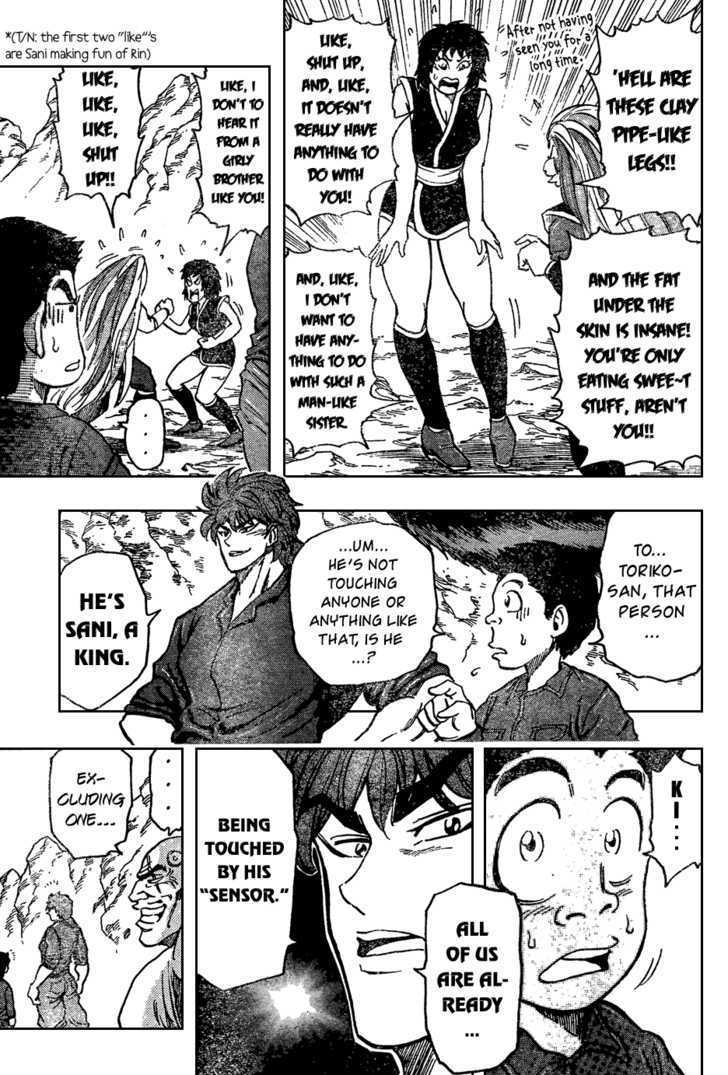 'HELL ARE
THESE CLAY
PIPE-LIKE
LEGS!!
After not having
seen you for a
long time.
AND THE FAT
UNDER THE
SKIN IS INSANE!
YOU'RE ONLY
EATING SWEE~T
STUFF, AREN'T
YOU!!
LIKE,
SHUT UP,
AND, LIKE,
IT DOESN'T
REALLY HAVE
ANYTHING TO
DO WITH
YOU!
AND, LIKE,
I DON'T
WANT TO
HAVE ANY-
THING TO DO
WITH SUCH A
MAN-LIKE
SISTER.
*(T/N: the first two "like"'s
are Sani making fun of Rin)
LIKE, I
DON'T TO
HEAR IT
FROM A
GIRLY
BROTHER
LIKE YOU!
LIKE,
LIKE,
LIKE,
SHUT
UP!!
...
TO...
TORIKO-
SAN, THAT
PERSON
...
...UM...
HE'S NOT
TOUCHING
ANYONE OR
ANYTHING LIKE
THAT, IS HE
...?
HE'S
SANI, A
KING.
KI...
ALL
OF US
ARE AL-
READY
...
BEING
TOUCHED
BY HIS
"SENSOR."
...
EX-
CLUDING
ONE...